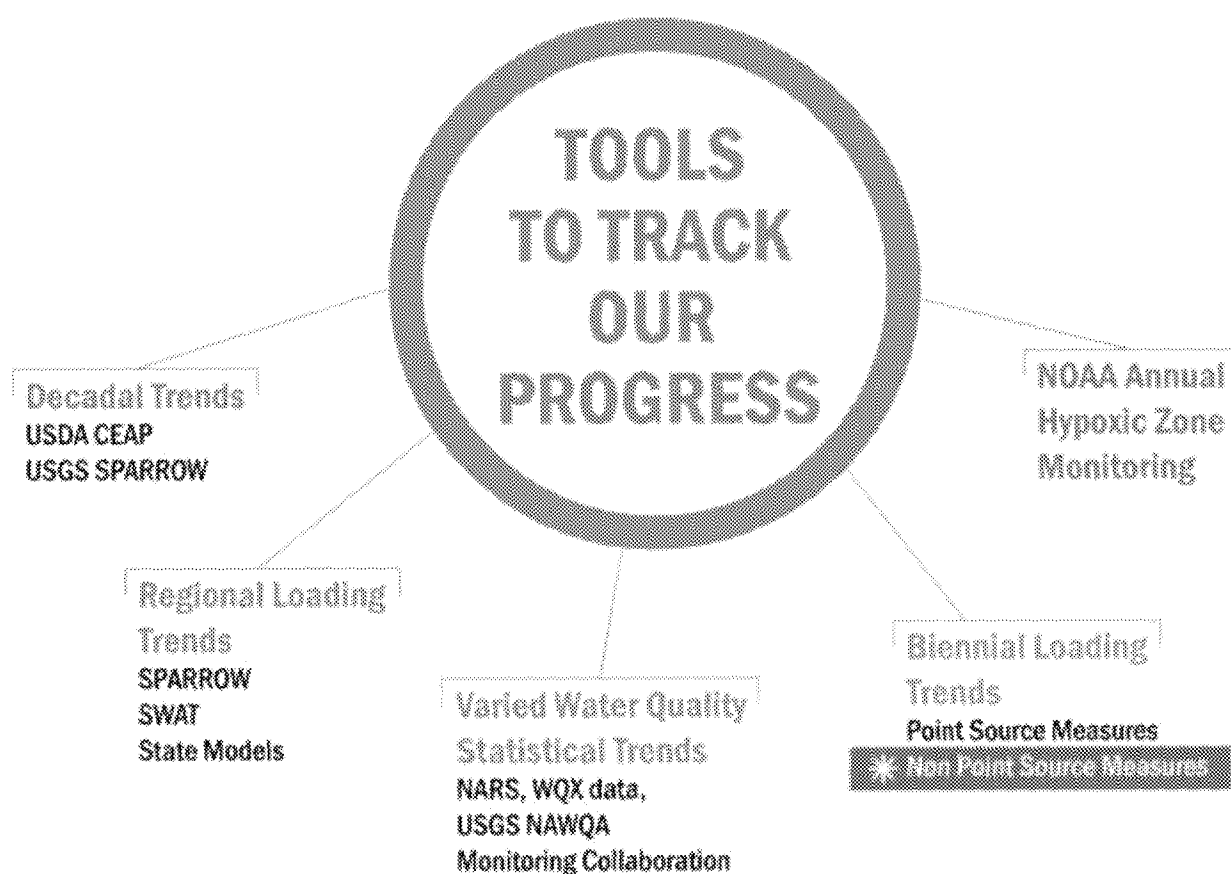 TOOLS
TO TRACK
OUR
PROGRESS
Decadal Trends
USDA CEAP
USGS SPARROW
Regional Loading
Trends
SPARROW
SWAT
State Models
Varied Water Quality
Statistical Trends
NARS, WQX data,
USGS NAWQA
Monitoring Collaboration
Biennial Loading
Trends
Point Source Measures
* Non Point Source Measures
NOAA Annual
Hypoxic Zone
Monitoring